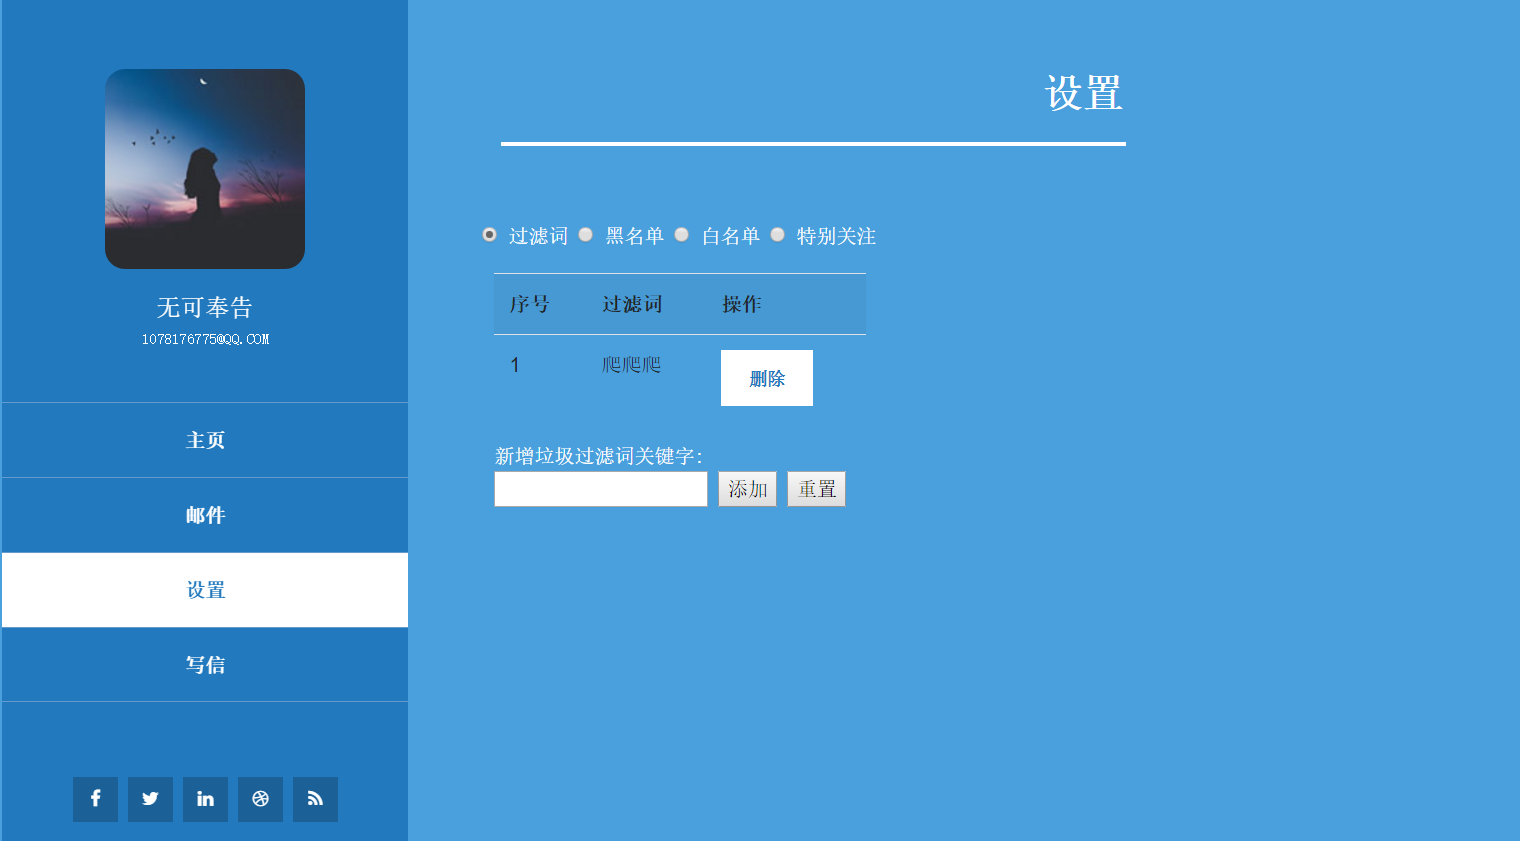 无可奉告
1078176775@QQ.COM
主页
邮件
设置
写信
设置
过滤词 黑名单 白名单 特别关注
序号 过滤词 操作
1 爬爬爬 删除
新增垃圾过滤词关键字:
添加 重置